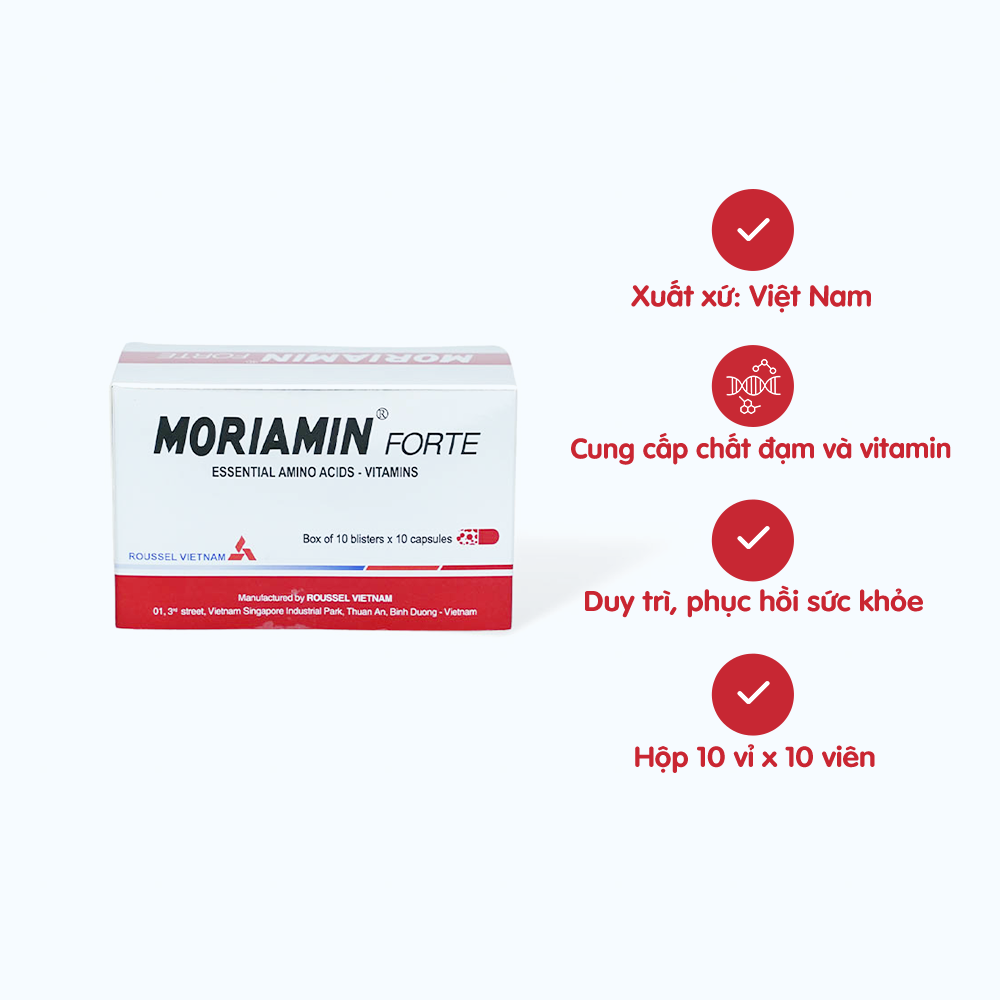 MORIAMIN FORTE
MORIAMIN® FORTE
ESSENTIAL AMINO ACIDS - VITAMINS
Box of 10 blisters x 10 capsules
ROUSSEL VIETNAM
Manufactured by ROUSSEL VIETNAM
01, 3rd street, Vietnam Singapore Industrial Park, Thuan An, Binh Duong - Vietnam
Xuất xứ: Việt Nam
Cung cấp chất đạm và vitamin
Duy trì, phục hồi sức khỏe
Hộp 10 vỉ x 10 viên